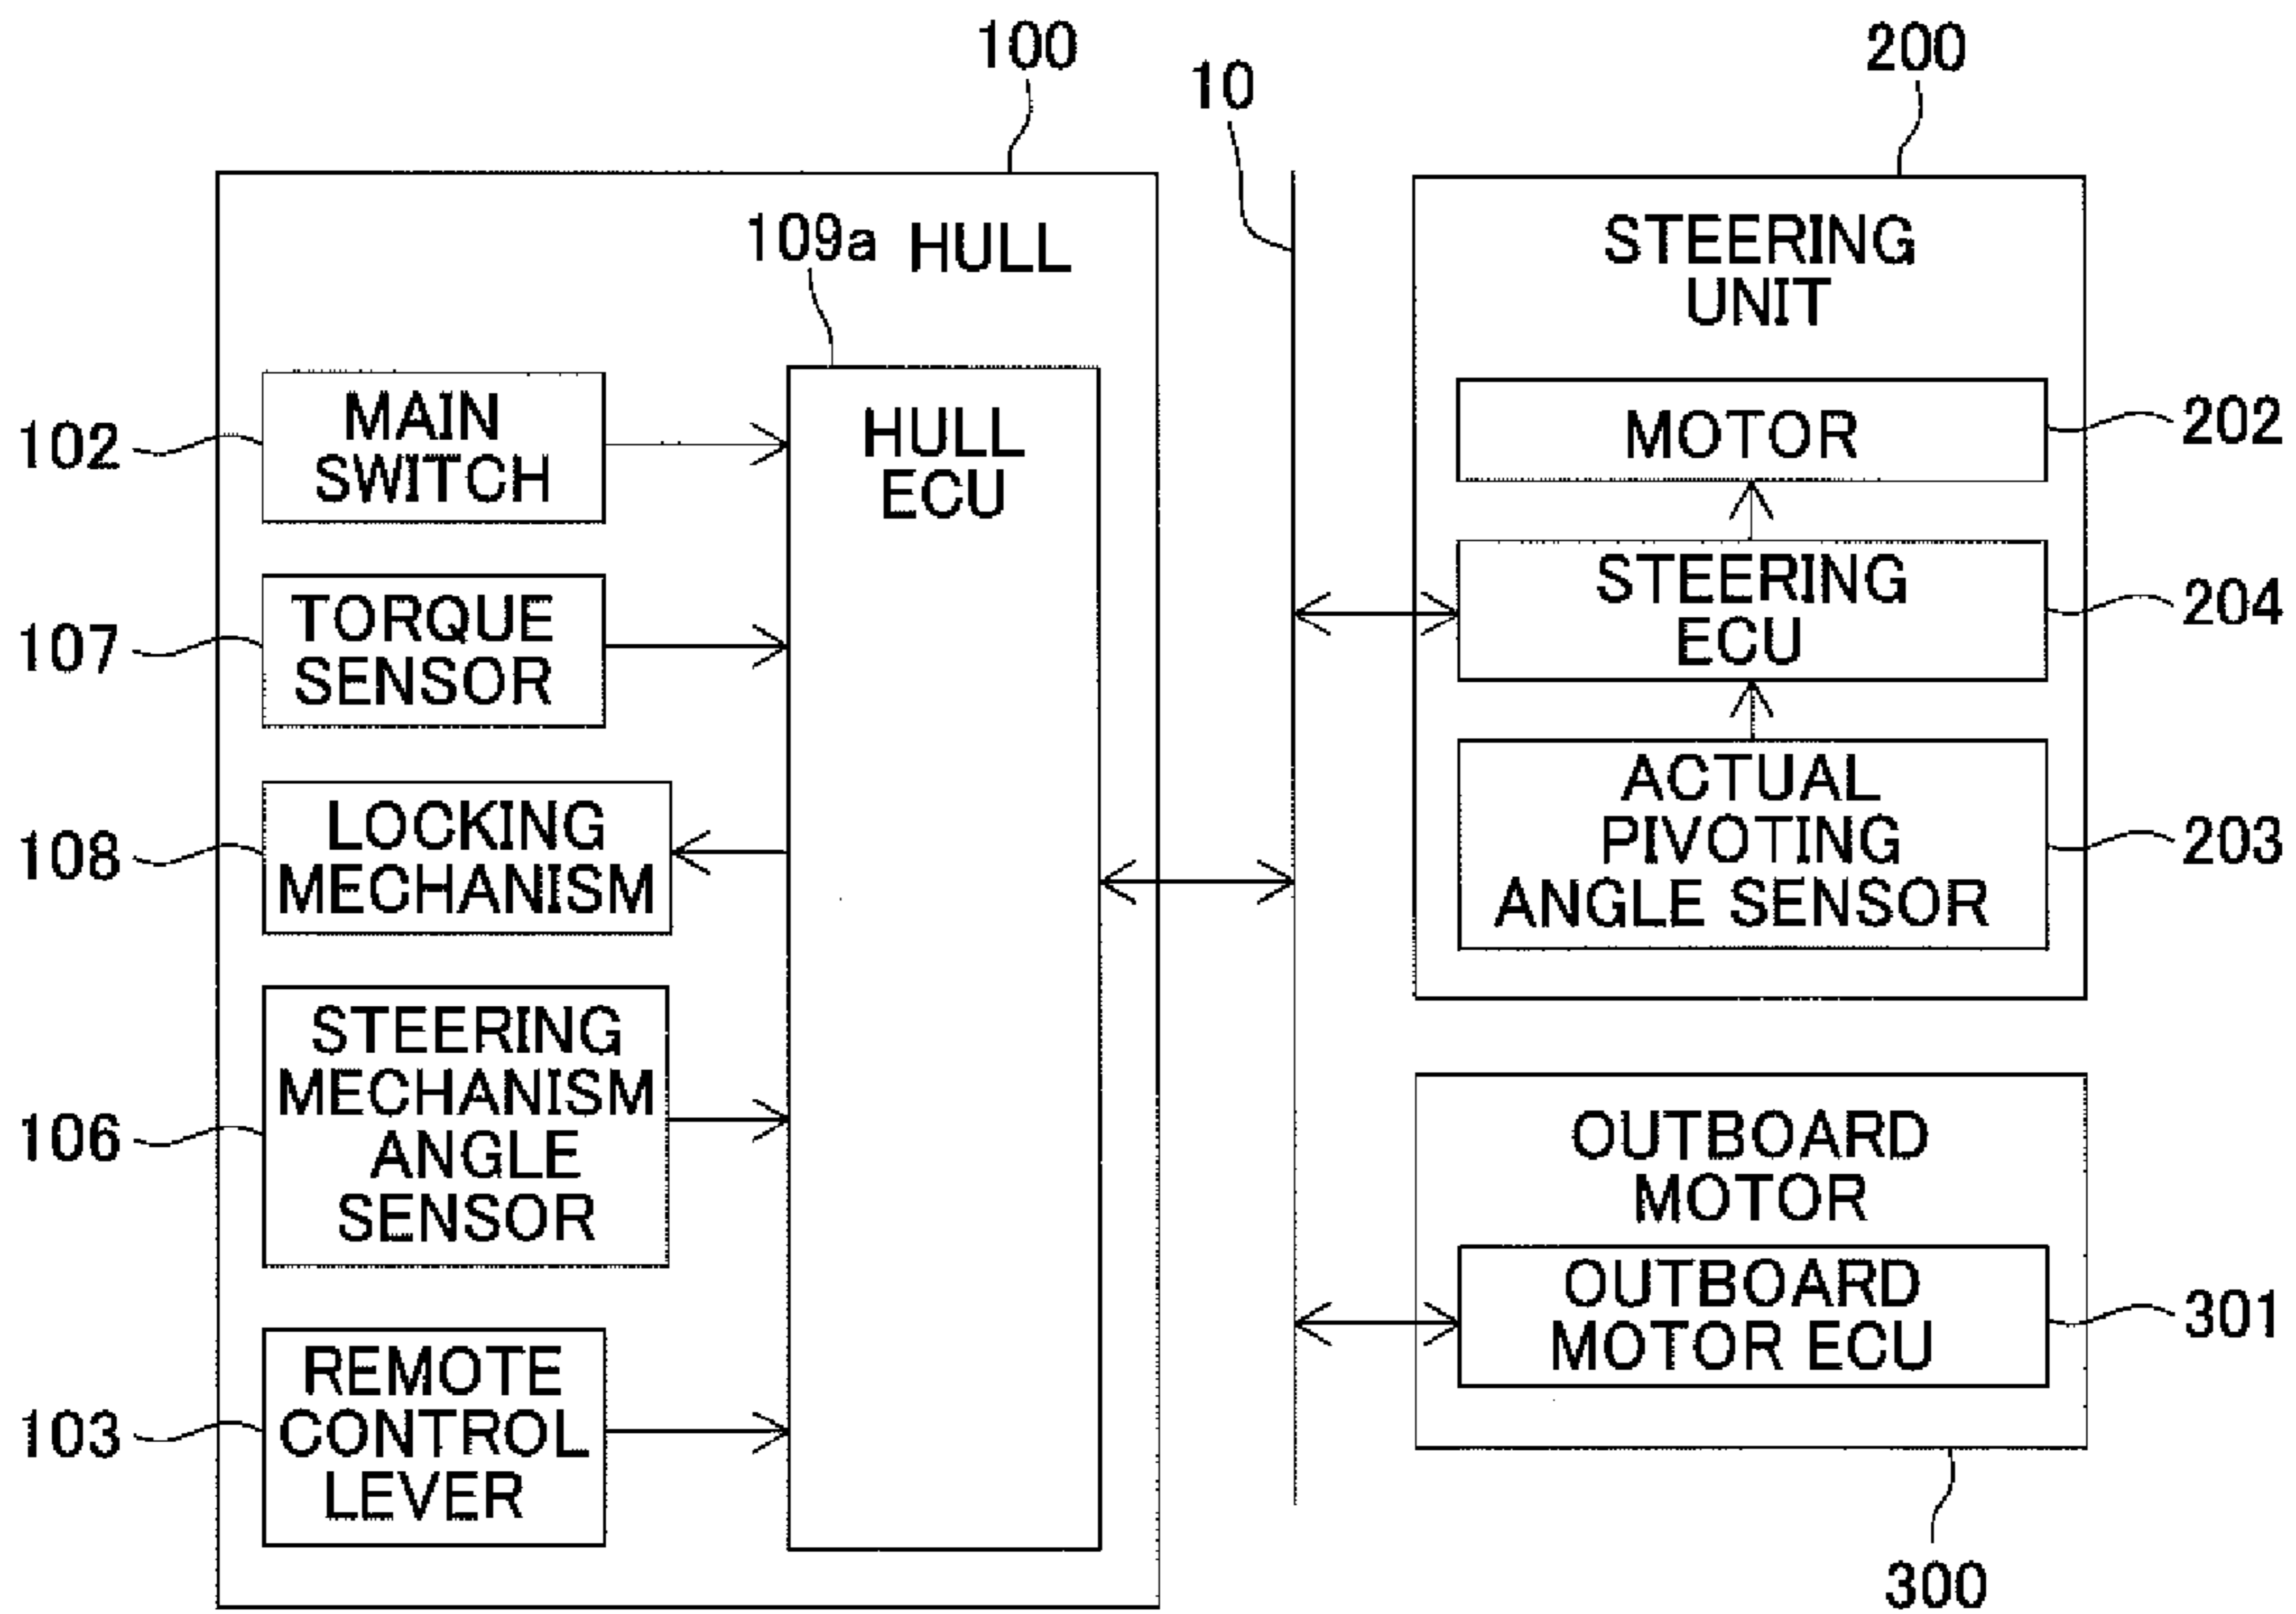 100
10
200
109a HULL
102
MAIN
SWITCH
HULL
ECU
107
TORQUE
SENSOR
108
LOCKING
MECHANISM
106
STEERING
MECHANISM
ANGLE
SENSOR
103
REMOTE
CONTROL
LEVER
STEERING
UNIT
MOTOR
202
STEERING
ECU
204
ACTUAL
PIVOTING
ANGLE SENSOR
203
OUTBOARD
MOTOR
OUTBOARD
MOTOR ECU
301
300